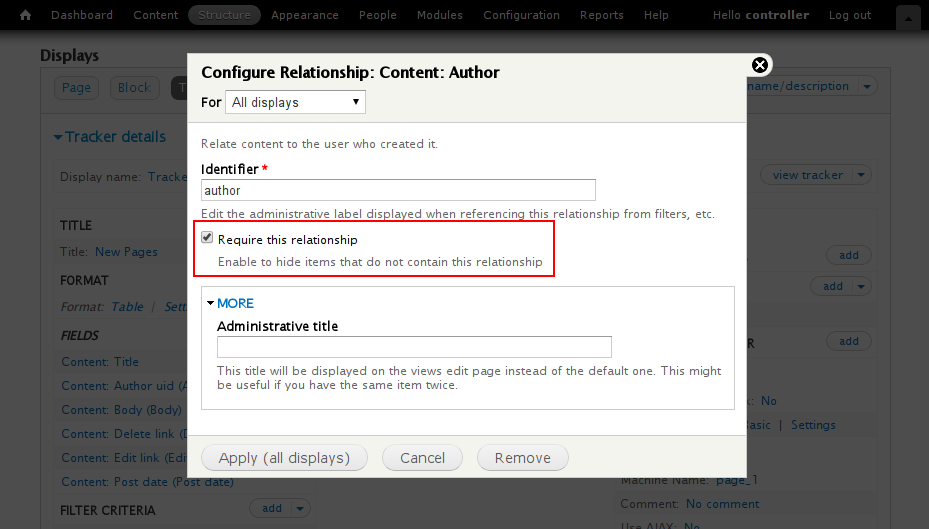 Dashboard Content Structure Appearance People Modules Configuration Reports Help Hello controller Log out
Displays
Page Block
name/description
Configure Relationship: Content: Author
For All displays
Relate content to the user who created it.
Identifier *
author
Edit the administrative label displayed when referencing this relationship from filters, etc.
Require this relationship
Enable to hide items that do not contain this relationship
MORE
Administrative title
This title will be displayed on the views edit page instead of the default one. This might
be useful if you have the same item twice.
Apply (all displays) Cancel Remove
Tracker details
Display name: Tracke
view tracker
TITLE
Title: New Pages
FORMAT
Format: Table | Sett
FIELDS
Content: Title
Content: Author uid (A
Content: Body (Body)
Content: Delete link (D
Content: Edit link (Edi
Content: Post date (Post date)
FILTER CRITERIA add
add
add
add
No
Basic | Settings
Machine Name: page_1
Comment: No comment
Use AJAX: No